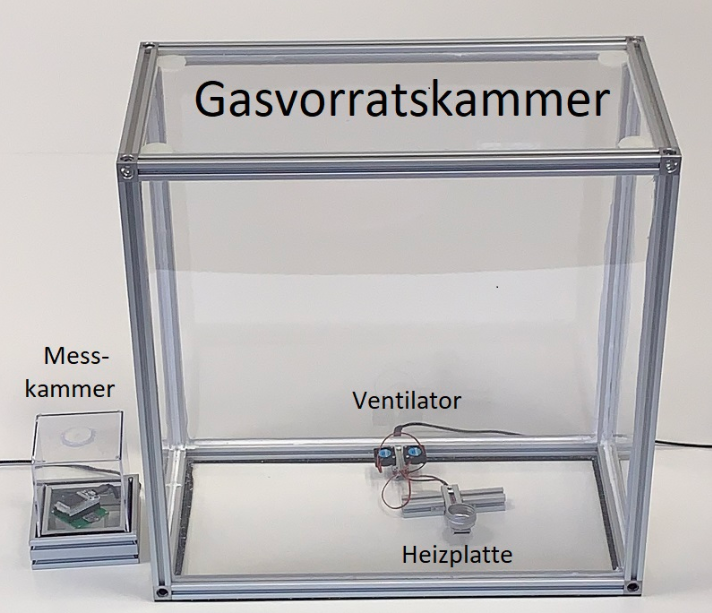 Gasvorratskammer
Mess-
kammer
Ventilator
Heizplatte